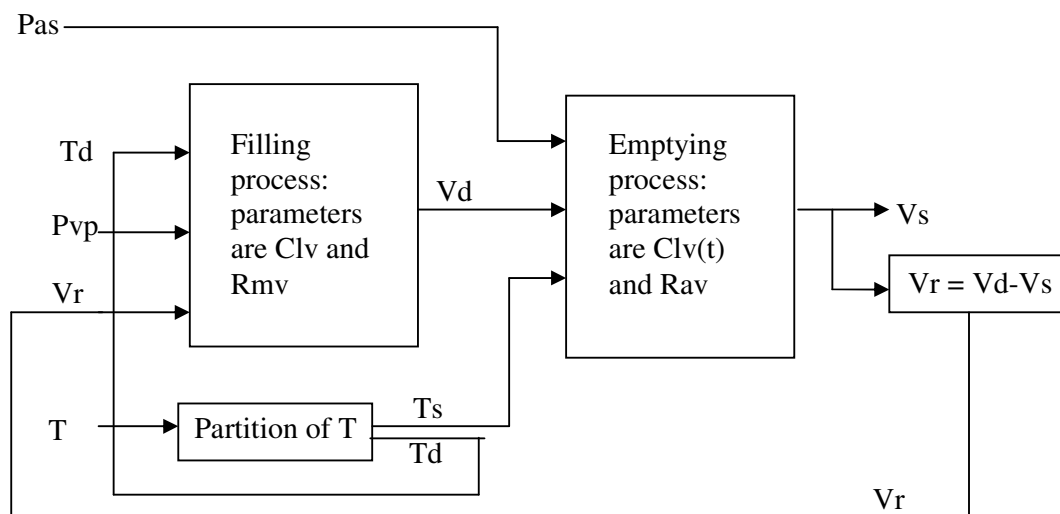 Pas
Td
Pvp
Vr
Filling
process:
parameters
are Clv and
Rmv
Vd
Emptying
process:
parameters
are Clv(t)
and Rav
Vs
Vr = Vd-Vs
T
Partition of T
Ts
Td
Vr